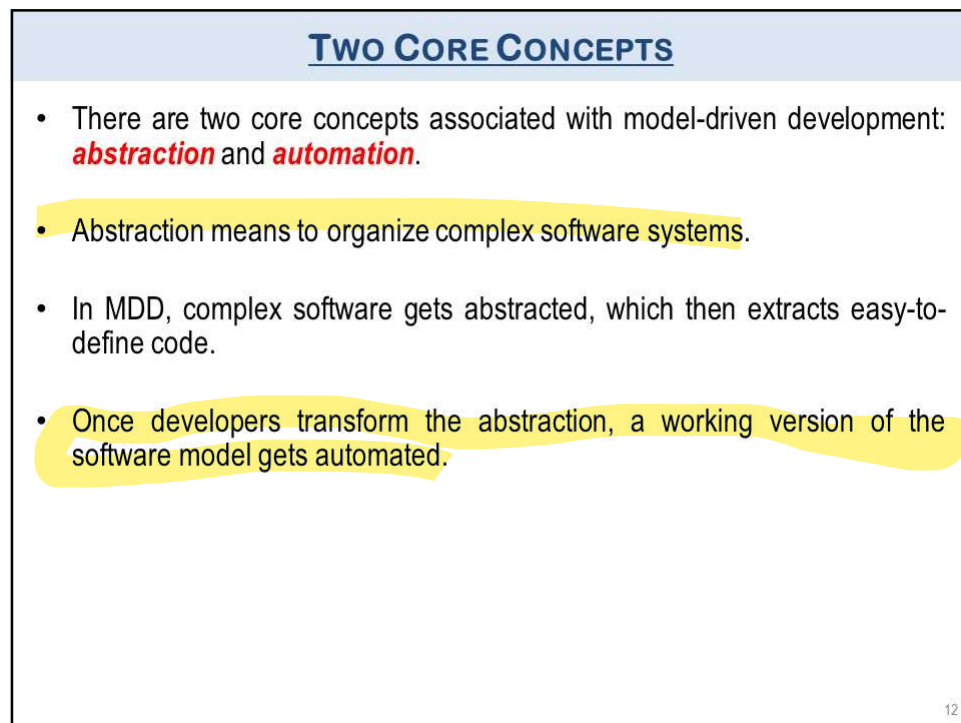 TWO CORE CONCEPTS
• There are two core concepts associated with model-driven development:
abstraction and automation.
• Abstraction means to organize complex software systems.
• In MDD, complex software gets abstracted, which then extracts easy-to-
define code.
• Once developers transform the abstraction, a working version of the
software model gets automated.
12